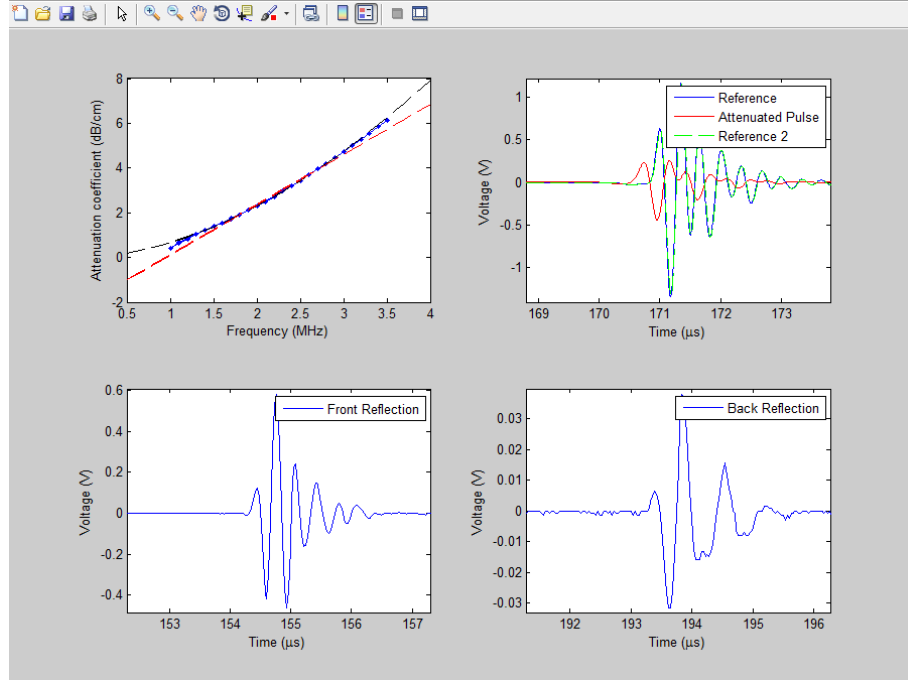 8
6
4
2
0
-2
0.5 1 1.5 2 2.5 3 3.5 4
Attenuation coefficient (dB/cm)
Frequency (MHz)
1
0.5
0
-0.5
-1
169 170 171 172 173
Voltage (V)
Time (μs)
Reference
Attenuated Pulse
Reference 2
0.6
0.4
0.2
0
-0.2
-0.4
153 154 155 156 157
Voltage (V)
Time (μs)
Front Reflection
0.03
0.02
0.01
0
-0.01
-0.02
-0.03
192 193 194 195 196
Voltage (V)
Time (μs)
Back Reflection